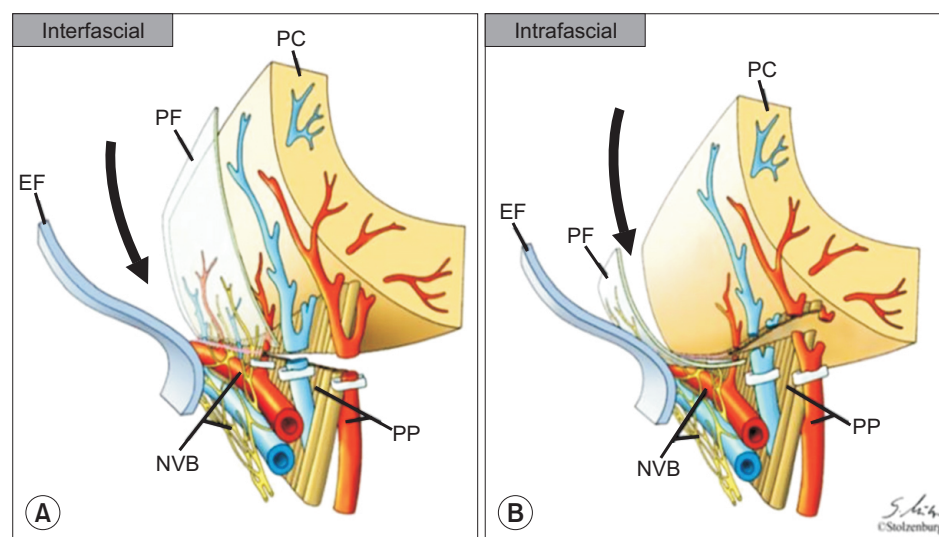 Interfascial
PC
PF
EF
NVB
PP
A
Intrafascial
PC
EF
PF
NVB
PP
B
©Stolzenburg